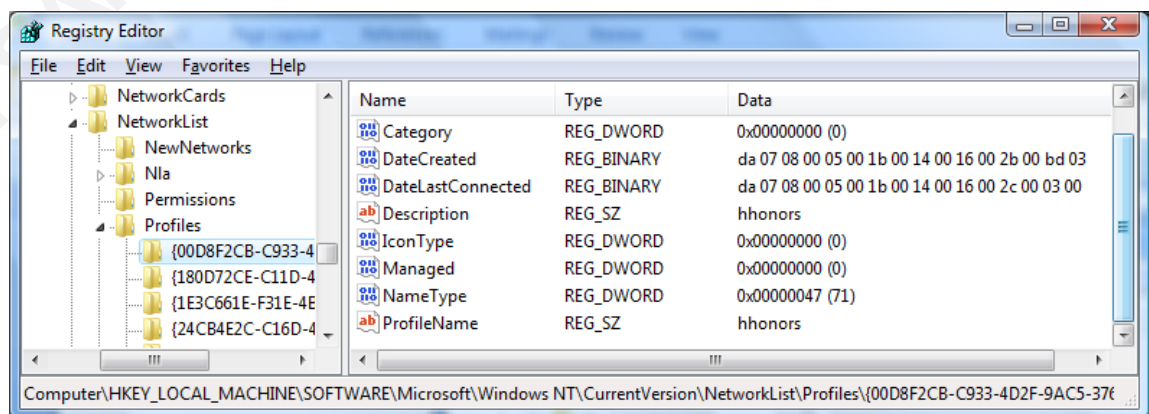 Registry Editor
File Edit View Favorites Help
NetworkCards
NetworkList
NewNetworks
Nla
Permissions
Profiles
{00D8F2CB-C933-4
{180D72CE-C11D-4
{1E3C661E-F31E-4E
{24CB4E2C-C16D-4
Name Type Data
Category REG_DWORD 0x00000000 (0)
DateCreated REG_BINARY da 07 08 00 05 00 1b 00 14 00 16 00 2b 00 bd 03
DateLastConnected REG_BINARY da 07 08 00 05 00 1b 00 14 00 16 00 2c 00 03 00
Description REG_SZ hhonors
IconType REG_DWORD 0x00000000 (0)
Managed REG_DWORD 0x00000000 (0)
NameType REG_DWORD 0x00000047 (71)
ProfileName REG_SZ hhonors
Computer\HKEY_LOCAL_MACHINE\SOFTWARE\Microsoft\Windows NT\CurrentVersion\NetworkList\Profiles\{00D8F2CB-C933-4D2F-9AC5-376